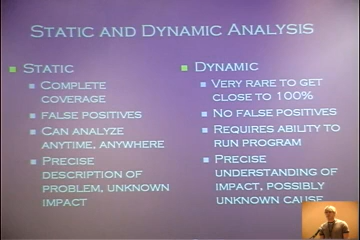 STATIC AND DYNAMIC ANALYSIS
STATIC
COMPLETE
COVERAGE
FALSE POSITIVES
CAN ANALYZE
ANYTIME, ANYWHERE
PRECISE
DESCRIPTION OF
PROBLEM, UNKNOWN
IMPACT
DYNAMIC
VERY RARE TO GET
CLOSE TO 100%
NO FALSE POSITIVES
REQUIRES ABILITY TO
RUN PROGRAM
PRECISE
UNDERSTANDING OF
IMPACT, POSSIBLY
UNKNOWN CAUSE